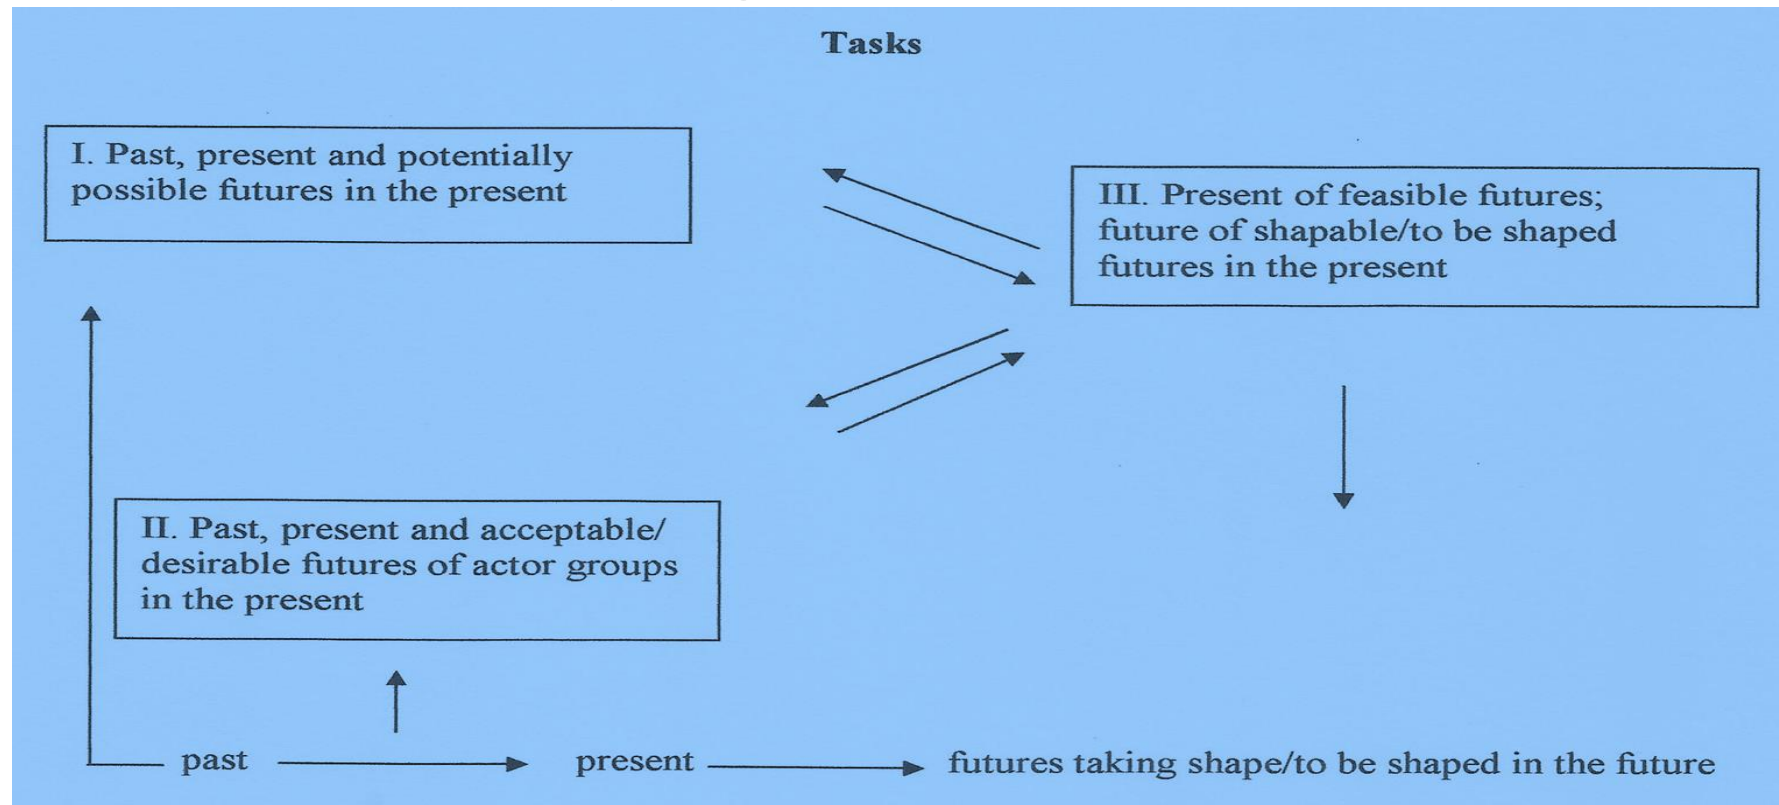 Tasks
I. Past, present and potentially
possible futures in the present
III. Present of feasible futures;
future of shapable/to be shaped
futures in the present
II. Past, present and acceptable/
desirable futures of actor groups
in the present
past
present
futures taking shape/to be shaped in the future